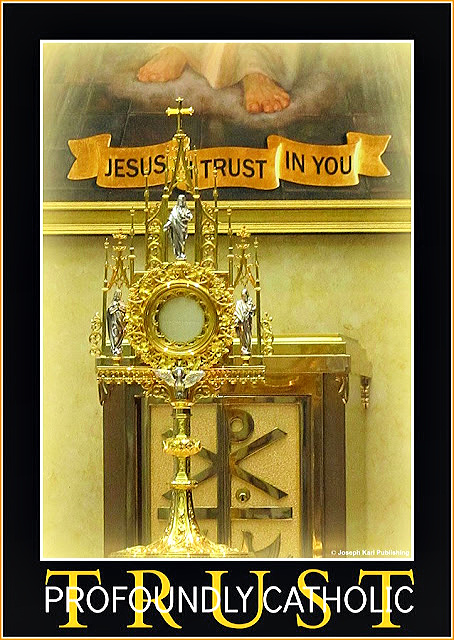 JESUS TRUST IN YOU
© Joseph Karl Publishing
TRUST
PROFOUNDLY CATHOLIC